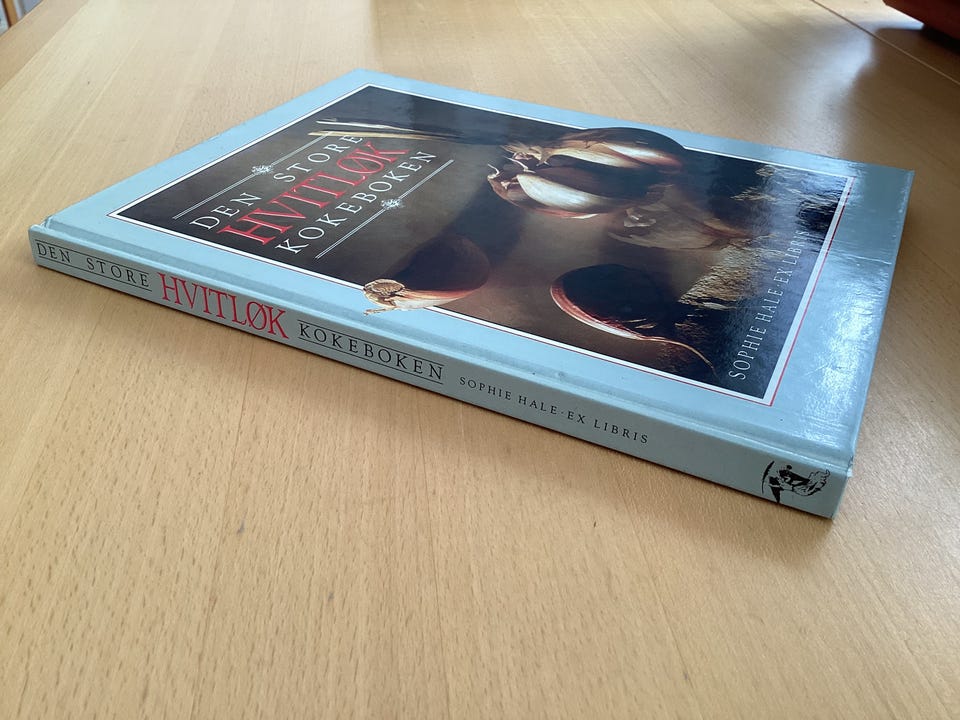 DEN STORE
HVITLØK
KOKEBOKEN
SOPHIE HALE·EX LIBRIS
DEN STORE HVITLØK KOKEBOKEN SOPHIE HALE·EX LIBRIS